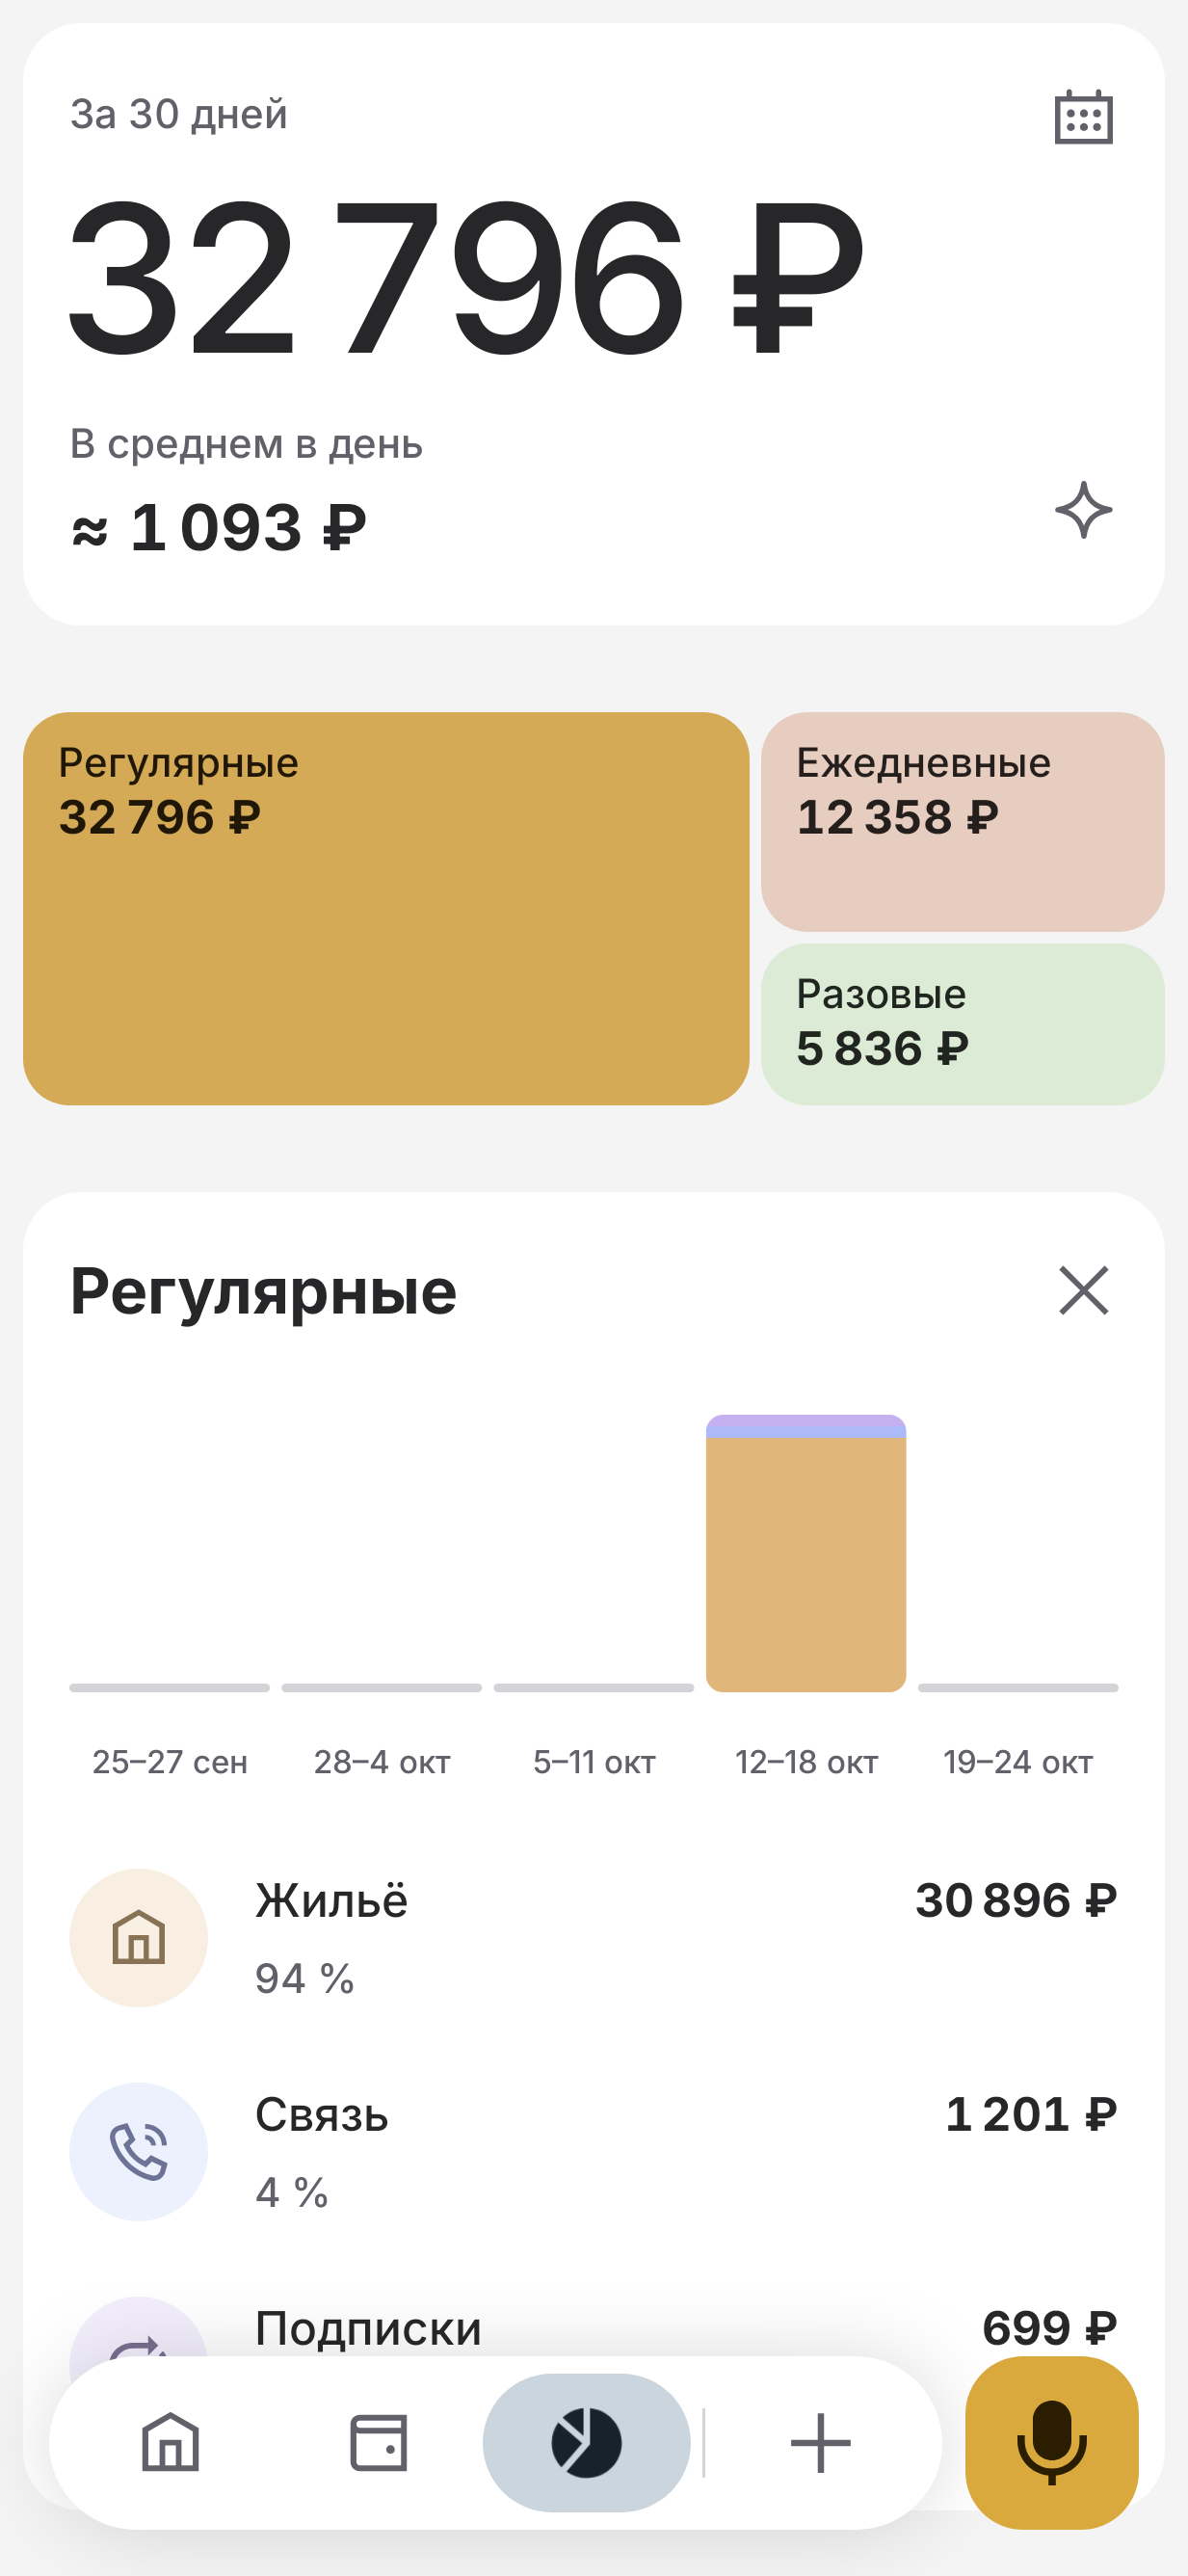 За 30 дней
32 796 ₽
В среднем в день
≈ 1 093 ₽
Регулярные
32 796 ₽
Ежедневные
12 358 ₽
Разовые
5 836 ₽
Регулярные
25–27 сен
28–4 окт
5–11 окт
12–18 окт
19–24 окт
Жильё
30 896 ₽
94 %
Связь
1 201 ₽
4 %
Подписки
699 ₽